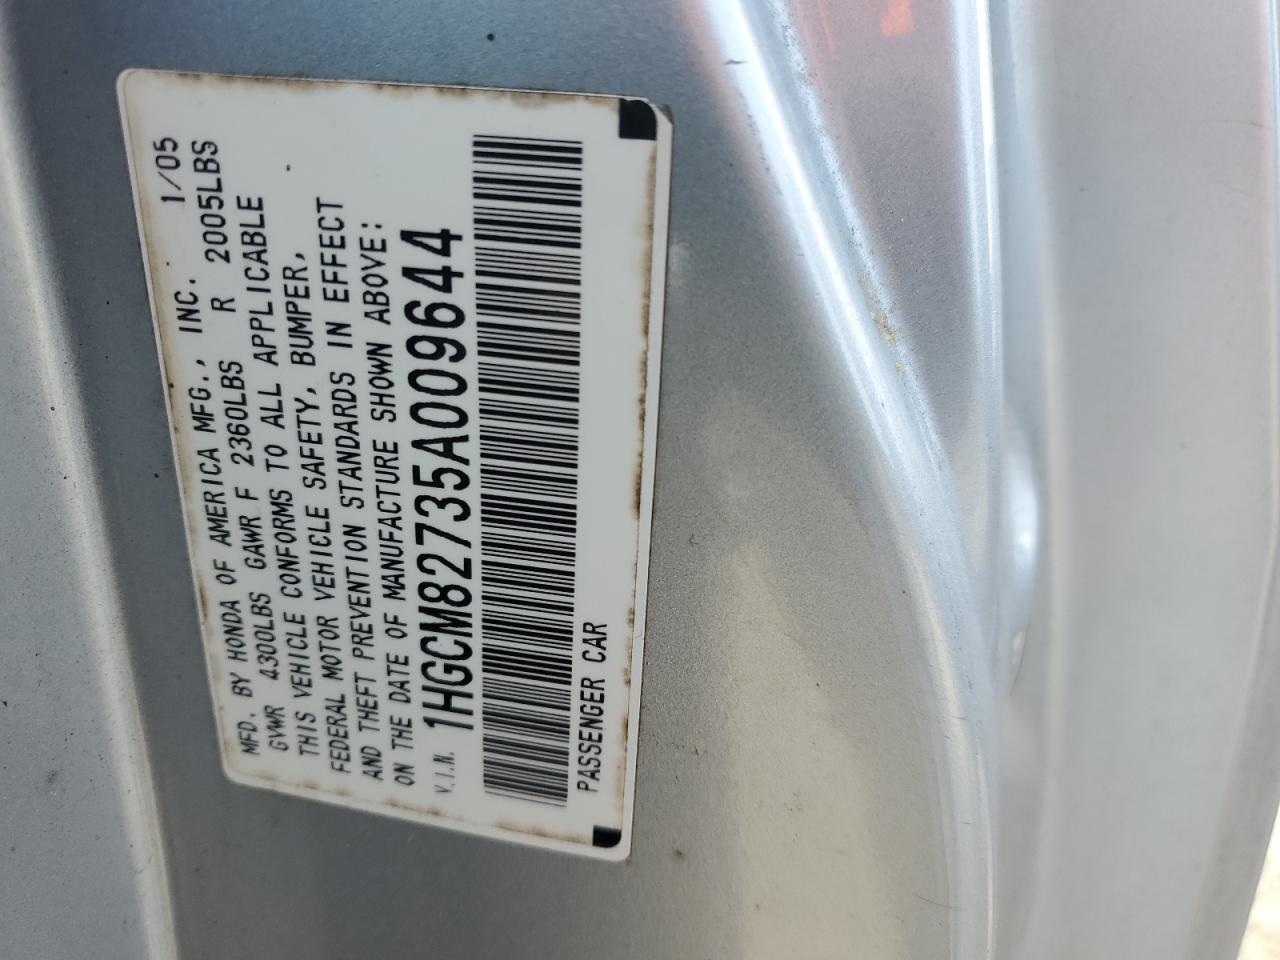 MFD. BY HONDA OF AMERICA MFG., INC. 1/05
GVWR 4300LBS GAWR F 2360LBS R 2005LBS
THIS VEHICLE CONFORMS TO ALL APPLICABLE
FEDERAL MOTOR VEHICLE SAFETY, BUMPER,
AND THEFT PREVENTION STANDARDS IN EFFECT
ON THE DATE OF MANUFACTURE SHOWN ABOVE:
V.I.N. 1HGCM82735A009644
PASSENGER CAR